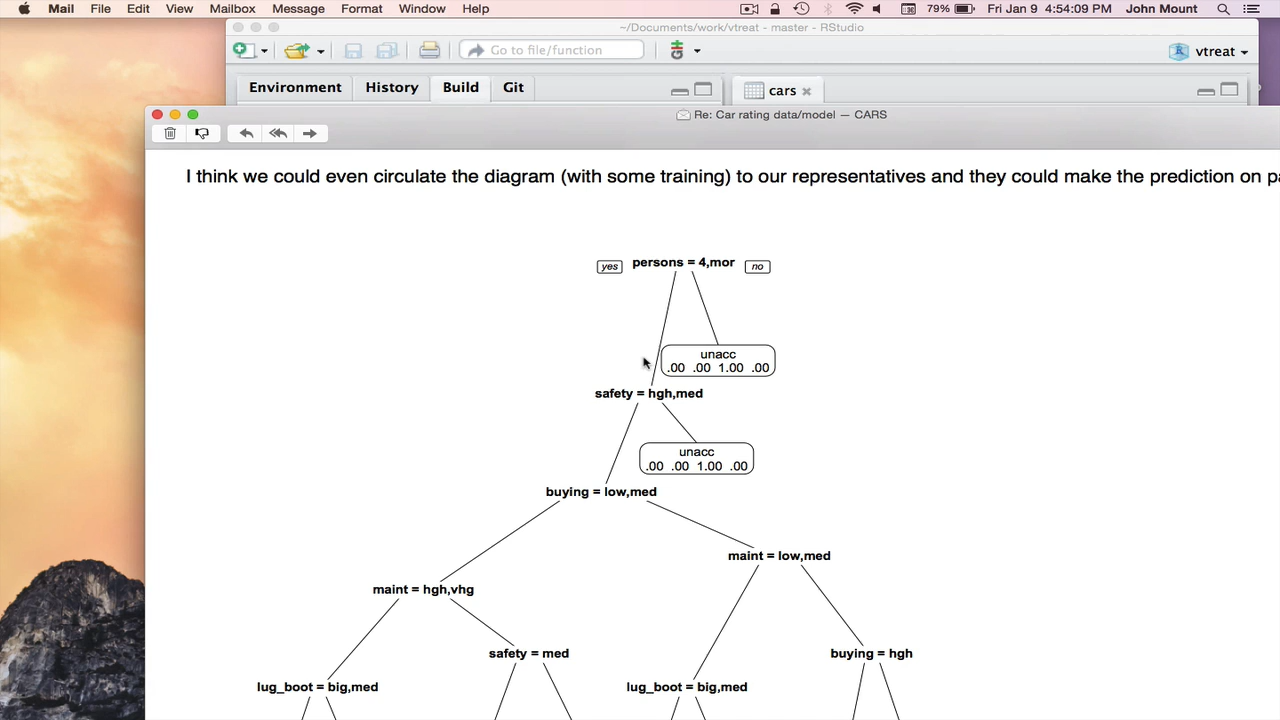 Mail File Edit View Mailbox Message Format Window Help 79% Fri Jan 9 4:54:09 PM John Mount
~/Documents/work/vtreat - master - RStudio
Go to file/function vtreat
Environment History Build Git cars
Re: Car rating data/model — CARS
I think we could even circulate the diagram (with some training) to our representatives and they could make the prediction on pa
yes persons = 4,mor no
unacc
.00 .00 1.00 .00
safety = hgh,med
unacc
.00 .00 1.00 .00
buying = low,med
maint = low,med
maint = hgh,vhg
safety = med buying = hgh
lug_boot = big,med lug_boot = big,med